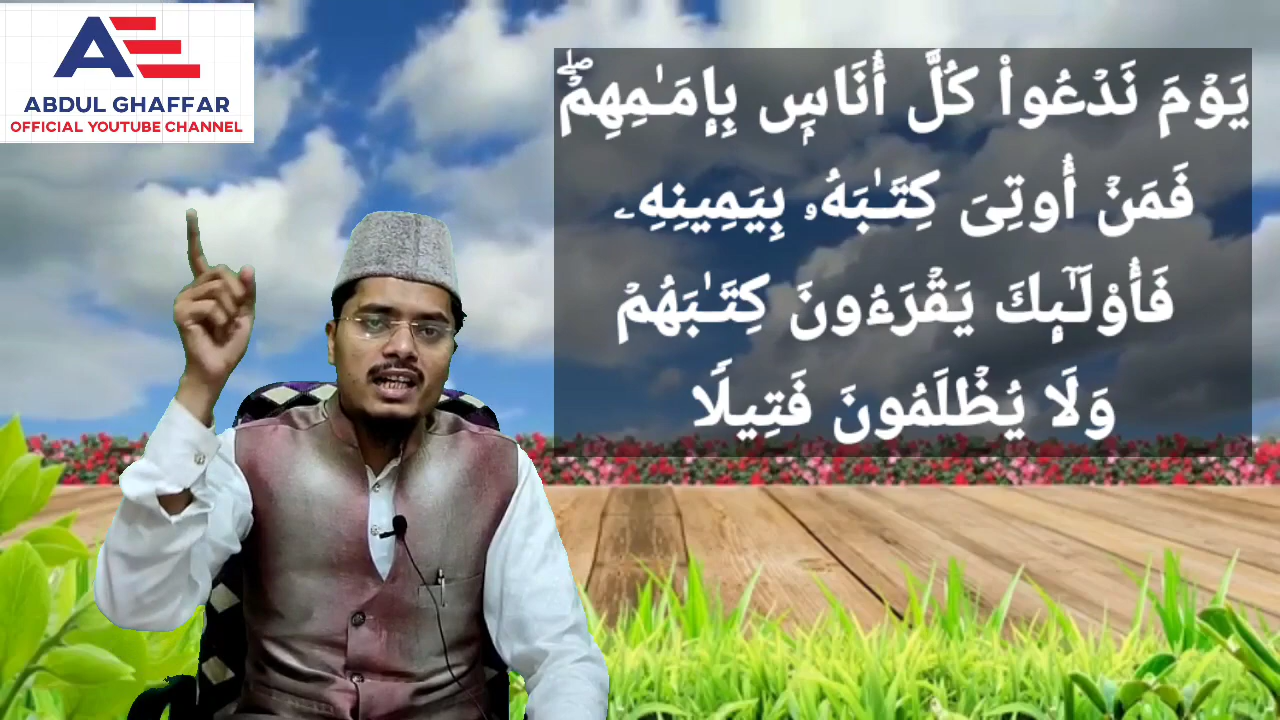 ABDUL GHAFFAR
OFFICIAL YOUTUBE CHANNEL
يَوۡمَ نَدۡعُواْ كُلَّ أُنَاسِۭ بِإِمَٰمِهِمۡۖ
فَمَنۡ أُوتِيَ كِتَٰبَهُۥ بِيَمِينِهِۦ
فَأُوْلَٰٓئِكَ يَقۡرَءُونَ كِتَٰبَهُمۡ
وَلَا يُظۡلَمُونَ فَتِيلٗا